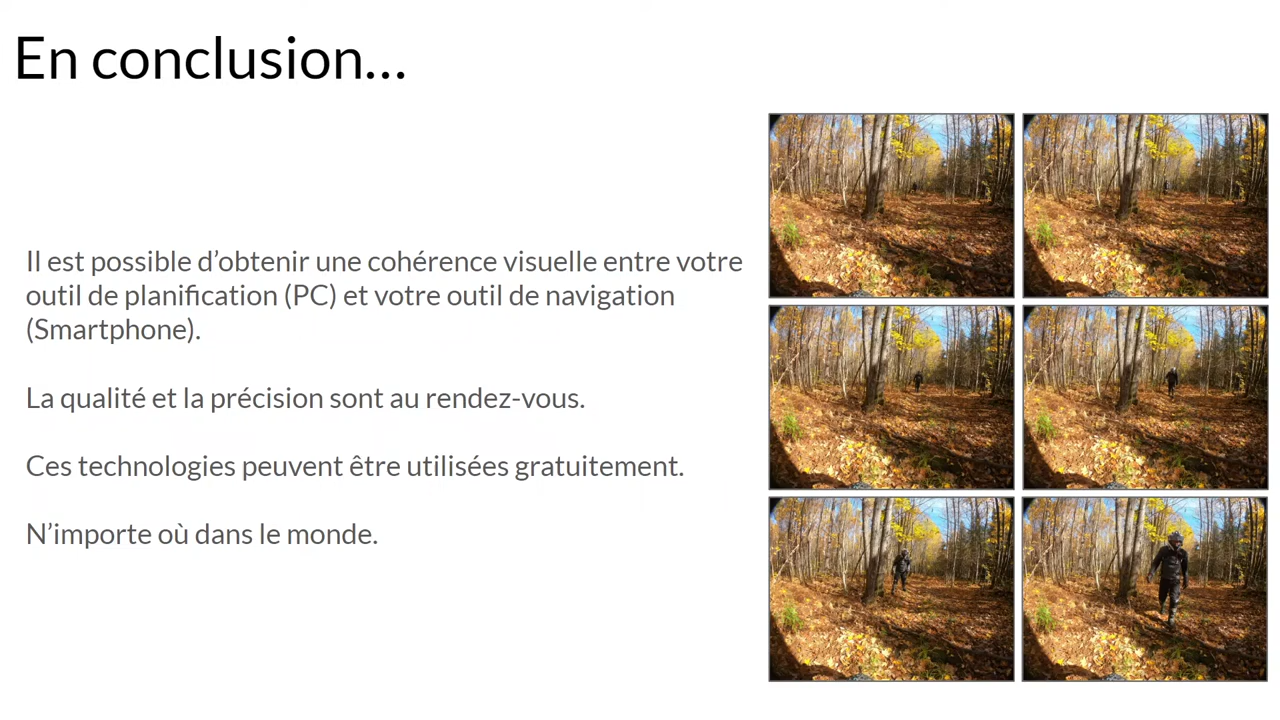 En conclusion…
Il est possible d’obtenir une cohérence visuelle entre votre
outil de planification (PC) et votre outil de navigation
(Smartphone).
La qualité et la précision sont au rendez-vous.
Ces technologies peuvent être utilisées gratuitement.
N’importe où dans le monde.